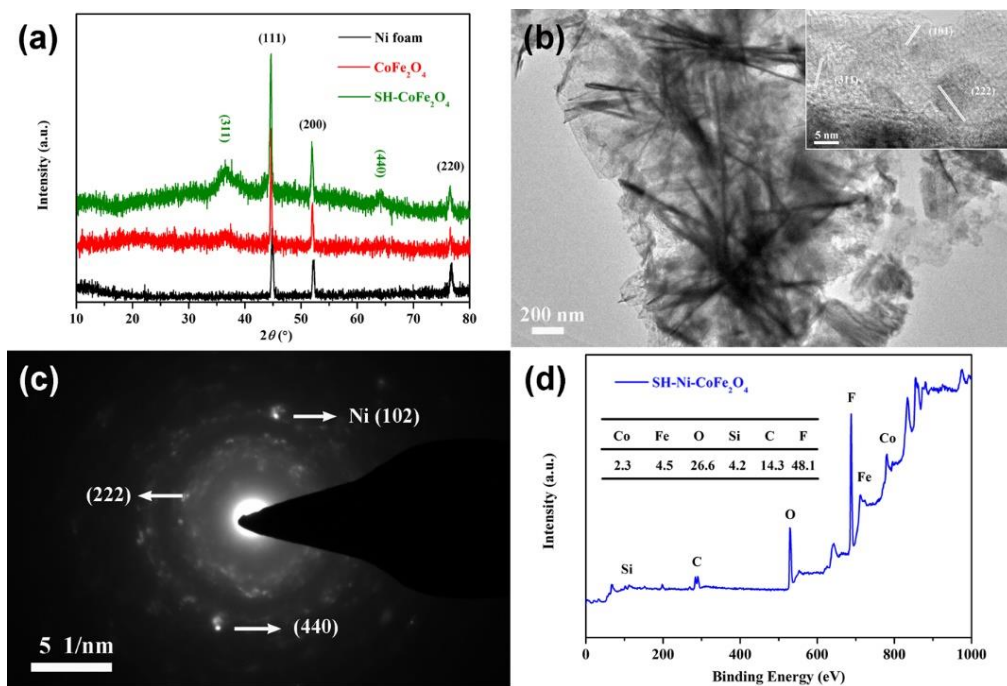 (a)
(111)
Ni foam
CoFe₂O₄
SH-CoFe₂O₄
(311)
(200)
(440)
(220)
Intensity (a.u.)
10 20 30 40 50 60 70 80
2θ (°)
(b)
(311)
(222)
5 nm
200 nm
(c)
Ni (102)
(222)
(440)
5 1/nm
(d)
SH-Ni-CoFe₂O₄
Co Fe O Si C F
2.3 4.5 26.6 4.2 14.3 48.1
F
Co
Fe
O
C
Si
Intensity (a.u.)
0 200 400 600 800 1000
Binding Energy (eV)